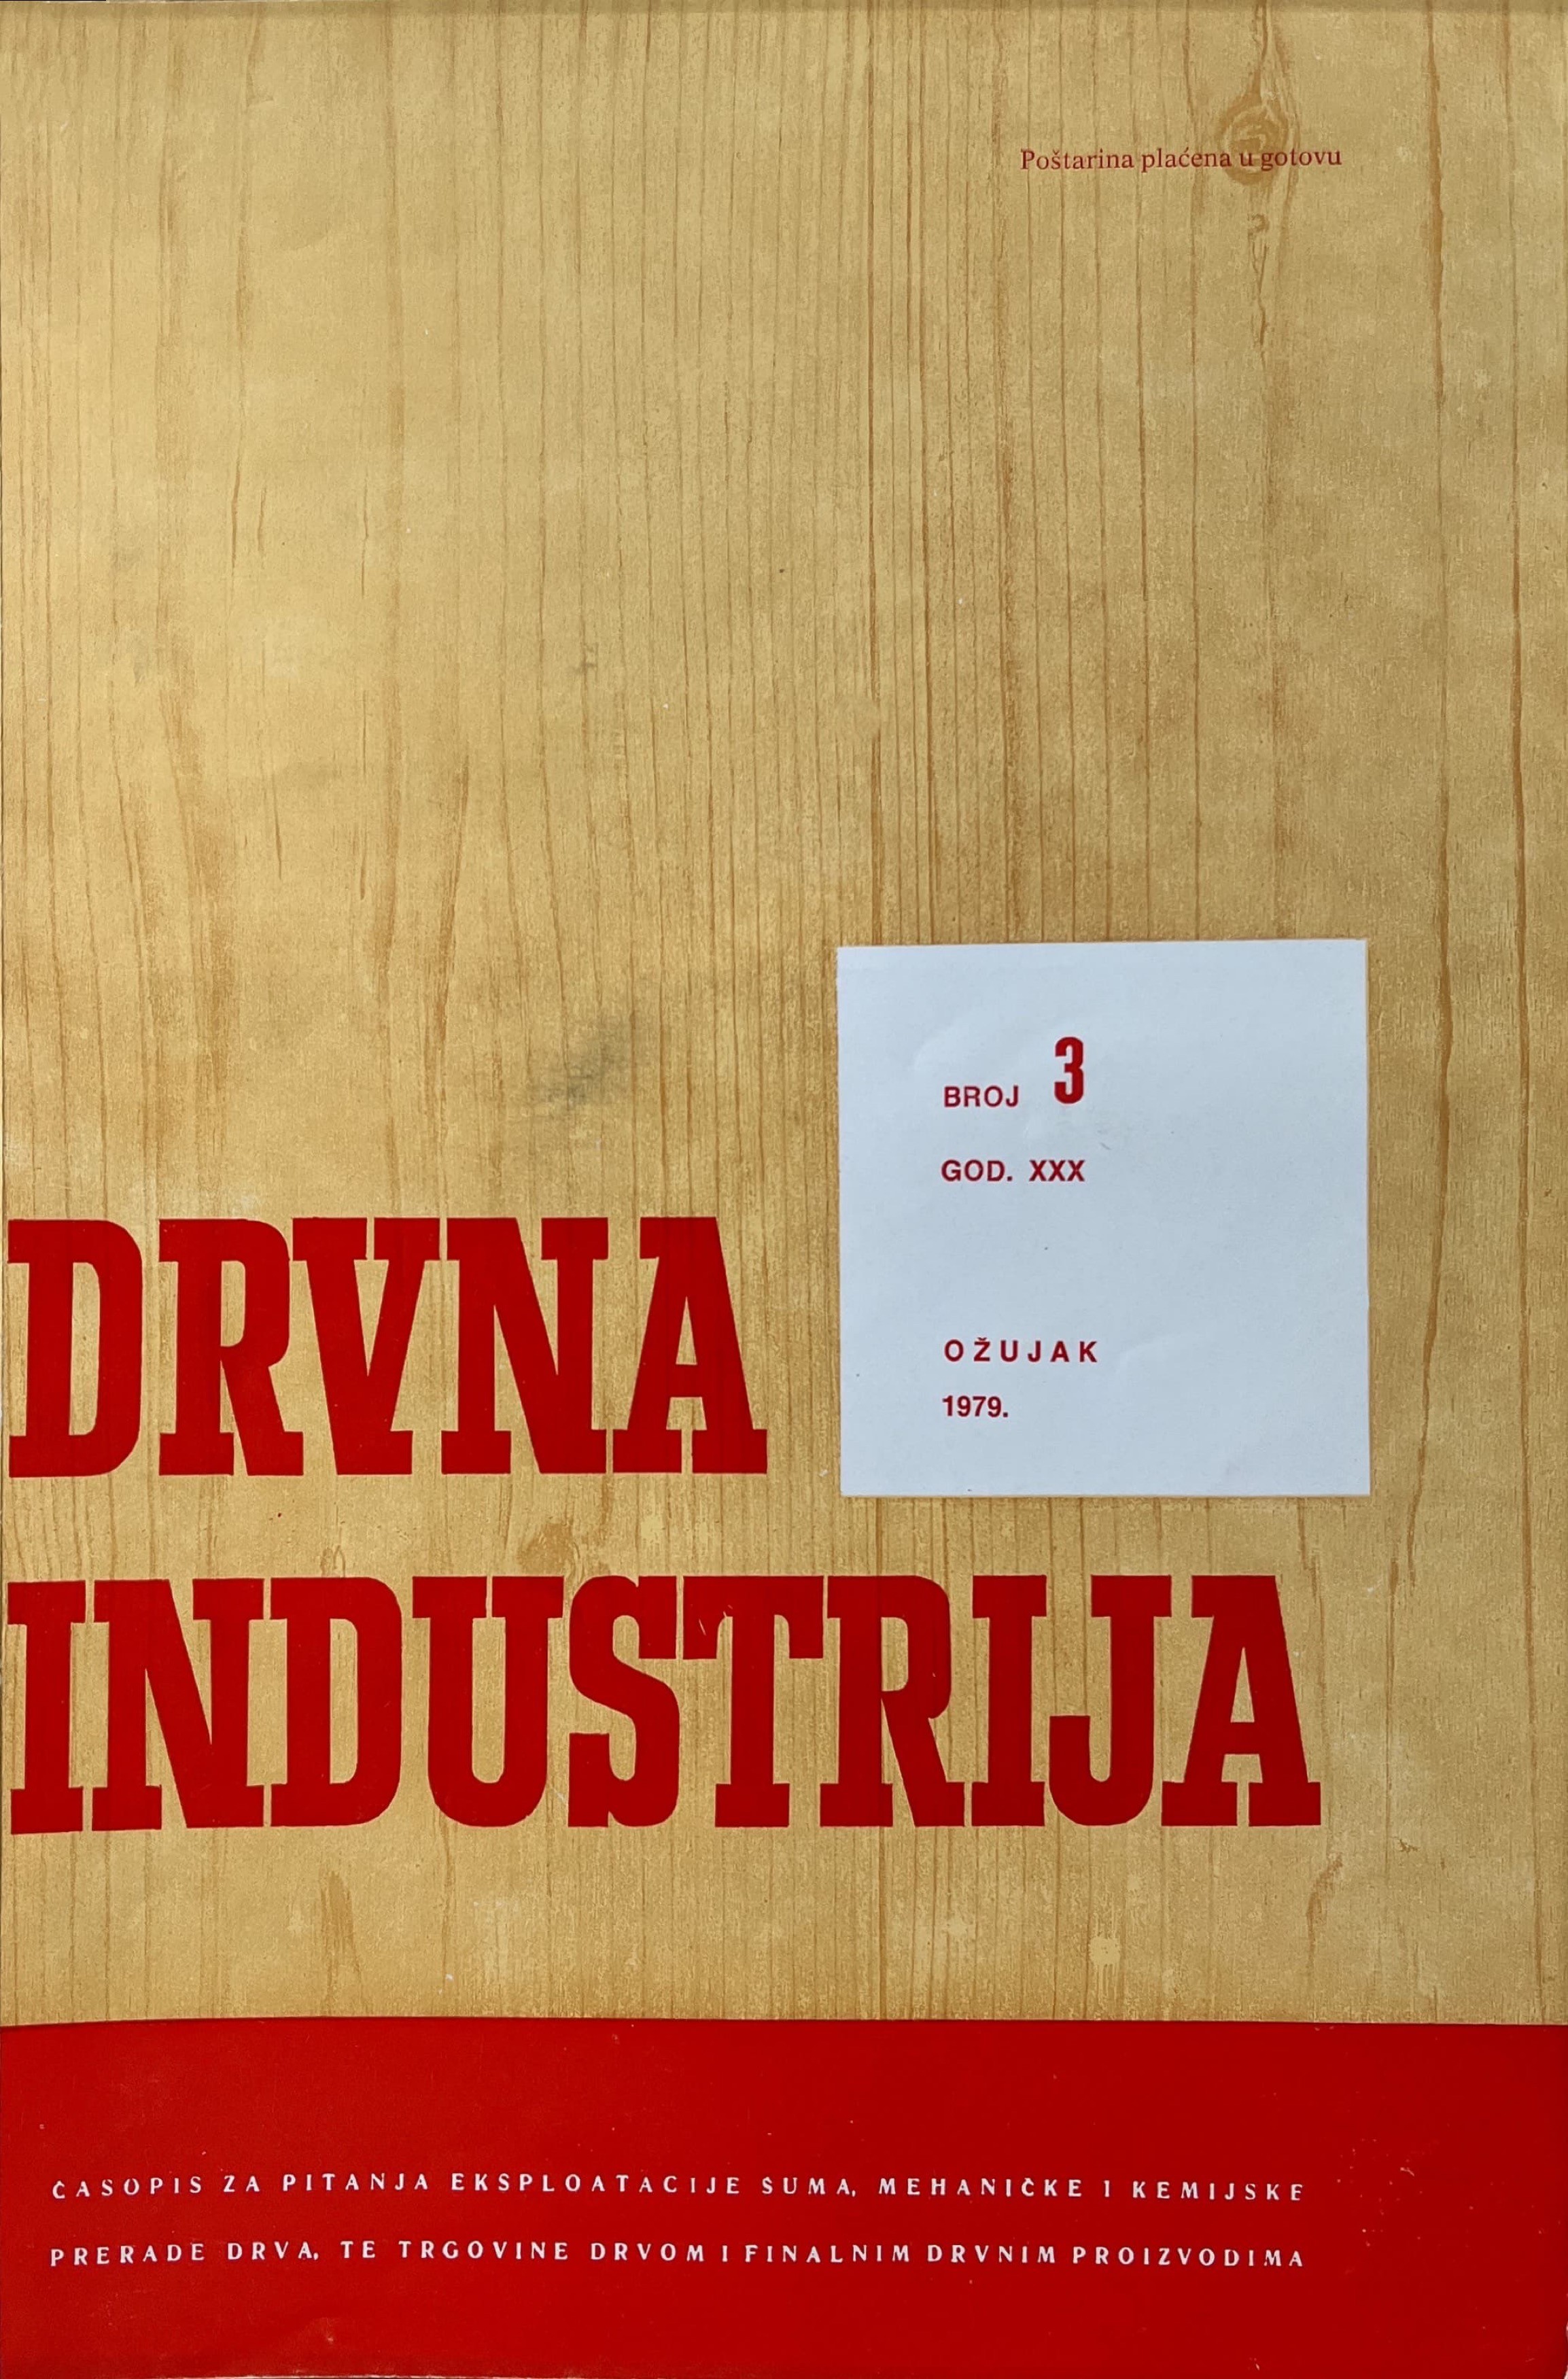 Poštarina plaćena u gotovu
BROJ 3
GOD. XXX
OŽUJAK
1979.
DRVNA
INDUSTRIJA
ČASOPIS ZA PITANJA EKSPLOATACIJE ŠUMA, MEHANIČKE I KEMIJSKE
PRERADE DRVA, TE TRGOVINE DRVOM I FINALNIM DRVNIM PROIZVODIMA